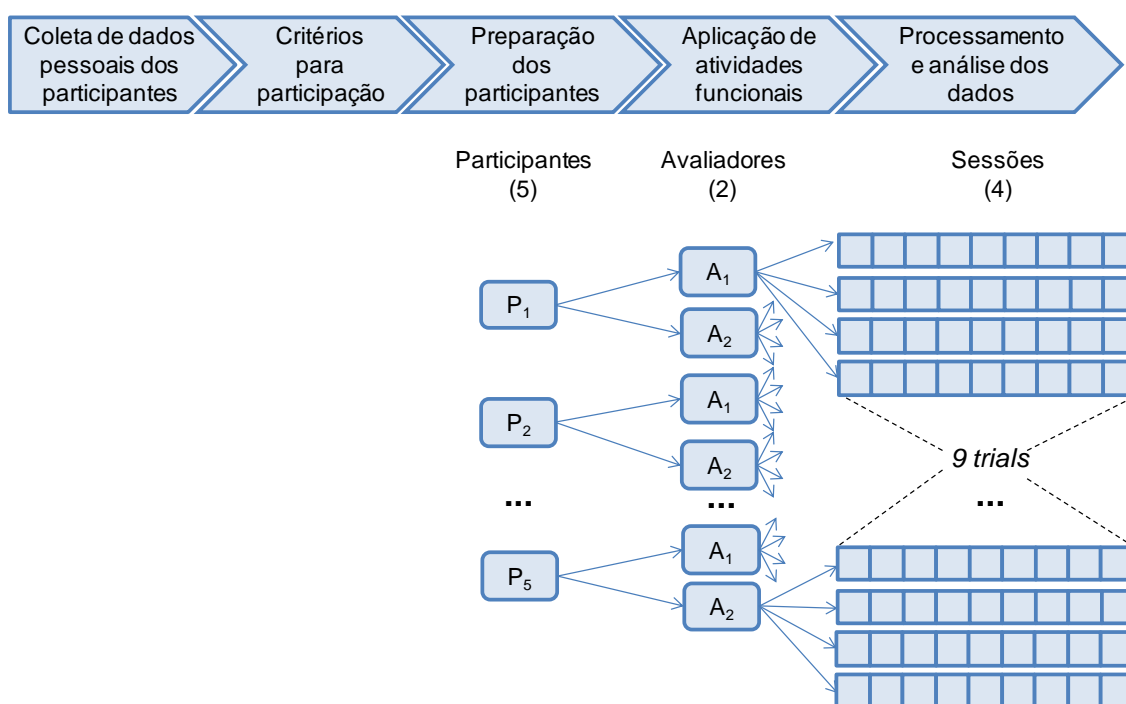 Coleta de dados
pessoais dos
participantes
Critérios
para
participação
Preparação
dos
participantes
Aplicação de
atividades
funcionais
Processamento
e análise dos
dados
Participantes
(5)
Avaliadores
(2)
Sessões
(4)
P1
A1
A2
P2
A1
A2
9 trials
...
...
...
P5
A1
A2